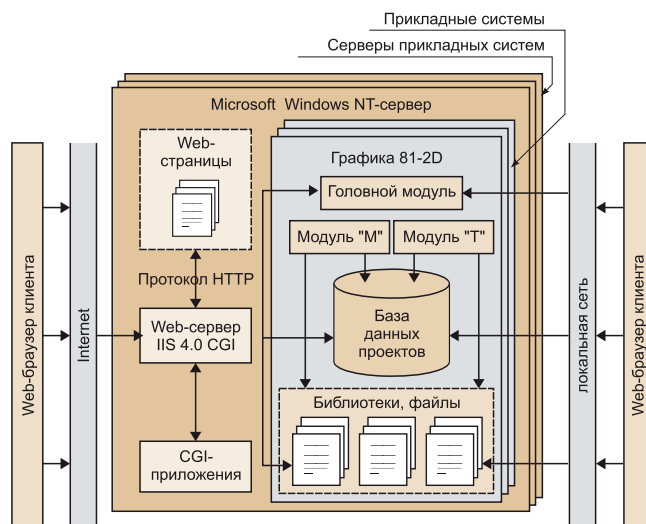 Прикладные системы
Серверы прикладных систем
Microsoft Windows NT-сервер
Web-
страницы
Графика 81-2D
Головной модуль
Модуль "М"
Модуль "Т"
Протокол HTTP
База
данных
проектов
Web-сервер
IIS 4.0 CGI
Библиотеки, файлы
CGI-
приложения
Web-браузер клиента
Internet
локальная сеть
Web-браузер клиента